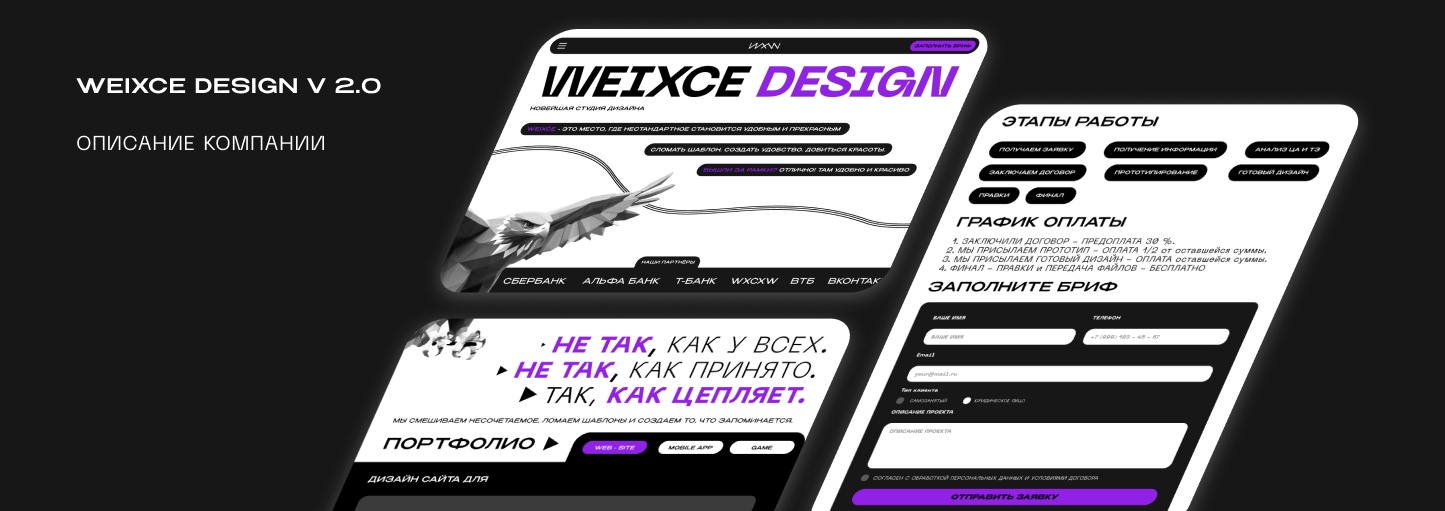 WEIXCE DESIGN V 2.0
ОПИСАНИЕ КОМПАНИИ
WXW
ЗАПОЛНИТЬ БРИФ
WEIXCE DESIGN
НОВЕЙШАЯ СТУДИЯ ДИЗАЙНА
WEIXCE - ЭТО МЕСТО, ГДЕ НЕСТАНДАРТНОЕ СТАНОВИТСЯ УДОБНЫМ И ПРЕКРАСНЫМ
СЛОМАТЬ ШАБЛОН. СОЗДАТЬ УДОБСТВО. ДОБИТЬСЯ КРАСОТЫ.
ВЫШЛИ ЗА РАМКИ? ОТЛИЧНО! ТАМ УДОБНО И КРАСИВО
НАШИ ПАРТНЁРЫ
СБЕРБАНК АЛЬФА БАНК Т-БАНК WXCXW ВТБ ВКОНТАК
НЕ ТАК, КАК У ВСЕХ.
НЕ ТАК, КАК ПРИНЯТО.
ТАК, КАК ЦЕПЛЯЕТ.
МЫ СМЕШИВАЕМ НЕСОЧЕТАЕМОЕ, ЛОМАЕМ ШАБЛОНЫ И СОЗДАЕМ ТО, ЧТО ЗАПОМИНАЕТСЯ.
ПОРТФОЛИО
WEB - SITE MOBILE APP GAME
ДИЗАЙН САЙТА ДЛЯ
ЭТАПЫ РАБОТЫ
ПОЛУЧАЕМ ЗАЯВКУ ПОЛУЧЕНИЕ ИНФОРМАЦИИ АНАЛИЗ ЦА И ТЗ
ЗАКЛЮЧАЕМ ДОГОВОР ПРОТОТИПИРОВАНИЕ ГОТОВЫЙ ДИЗАЙН
ПРАВКИ ФИНАЛ
ГРАФИК ОПЛАТЫ
1. ЗАКЛЮЧИЛИ ДОГОВОР – ПРЕДОПЛАТА 30 %.
2. МЫ ПРИСЫЛАЕМ ПРОТОТИП – ОПЛАТА 1/2 от оставшейся суммы.
3. МЫ ПРИСЫЛАЕМ ГОТОВЫЙ ДИЗАЙН – ОПЛАТА оставшейся суммы.
4. ФИНАЛ – ПРАВКИ и ПЕРЕДАЧА ФАЙЛОВ – БЕСПЛАТНО
ЗАПОЛНИТЕ БРИФ
ВАШЕ ИМЯ ТЕЛЕФОН
ВАШЕ ИМЯ +7 (999) 123 - 45 - 67
Email
your@mail.ru
Тип клиента
САМОЗАНЯТЫЙ ЮРИДИЧЕСКОЕ ЛИЦО
ОПИСАНИЕ ПРОЕКТА
ОПИСАНИЕ ПРОЕКТА
СОГЛАСЕН С ОБРАБОТКОЙ ПЕРСОНАЛЬНЫХ ДАННЫХ И УСЛОВИЯМИ ДОГОВОРА
ОТПРАВИТЬ ЗАЯВКУ